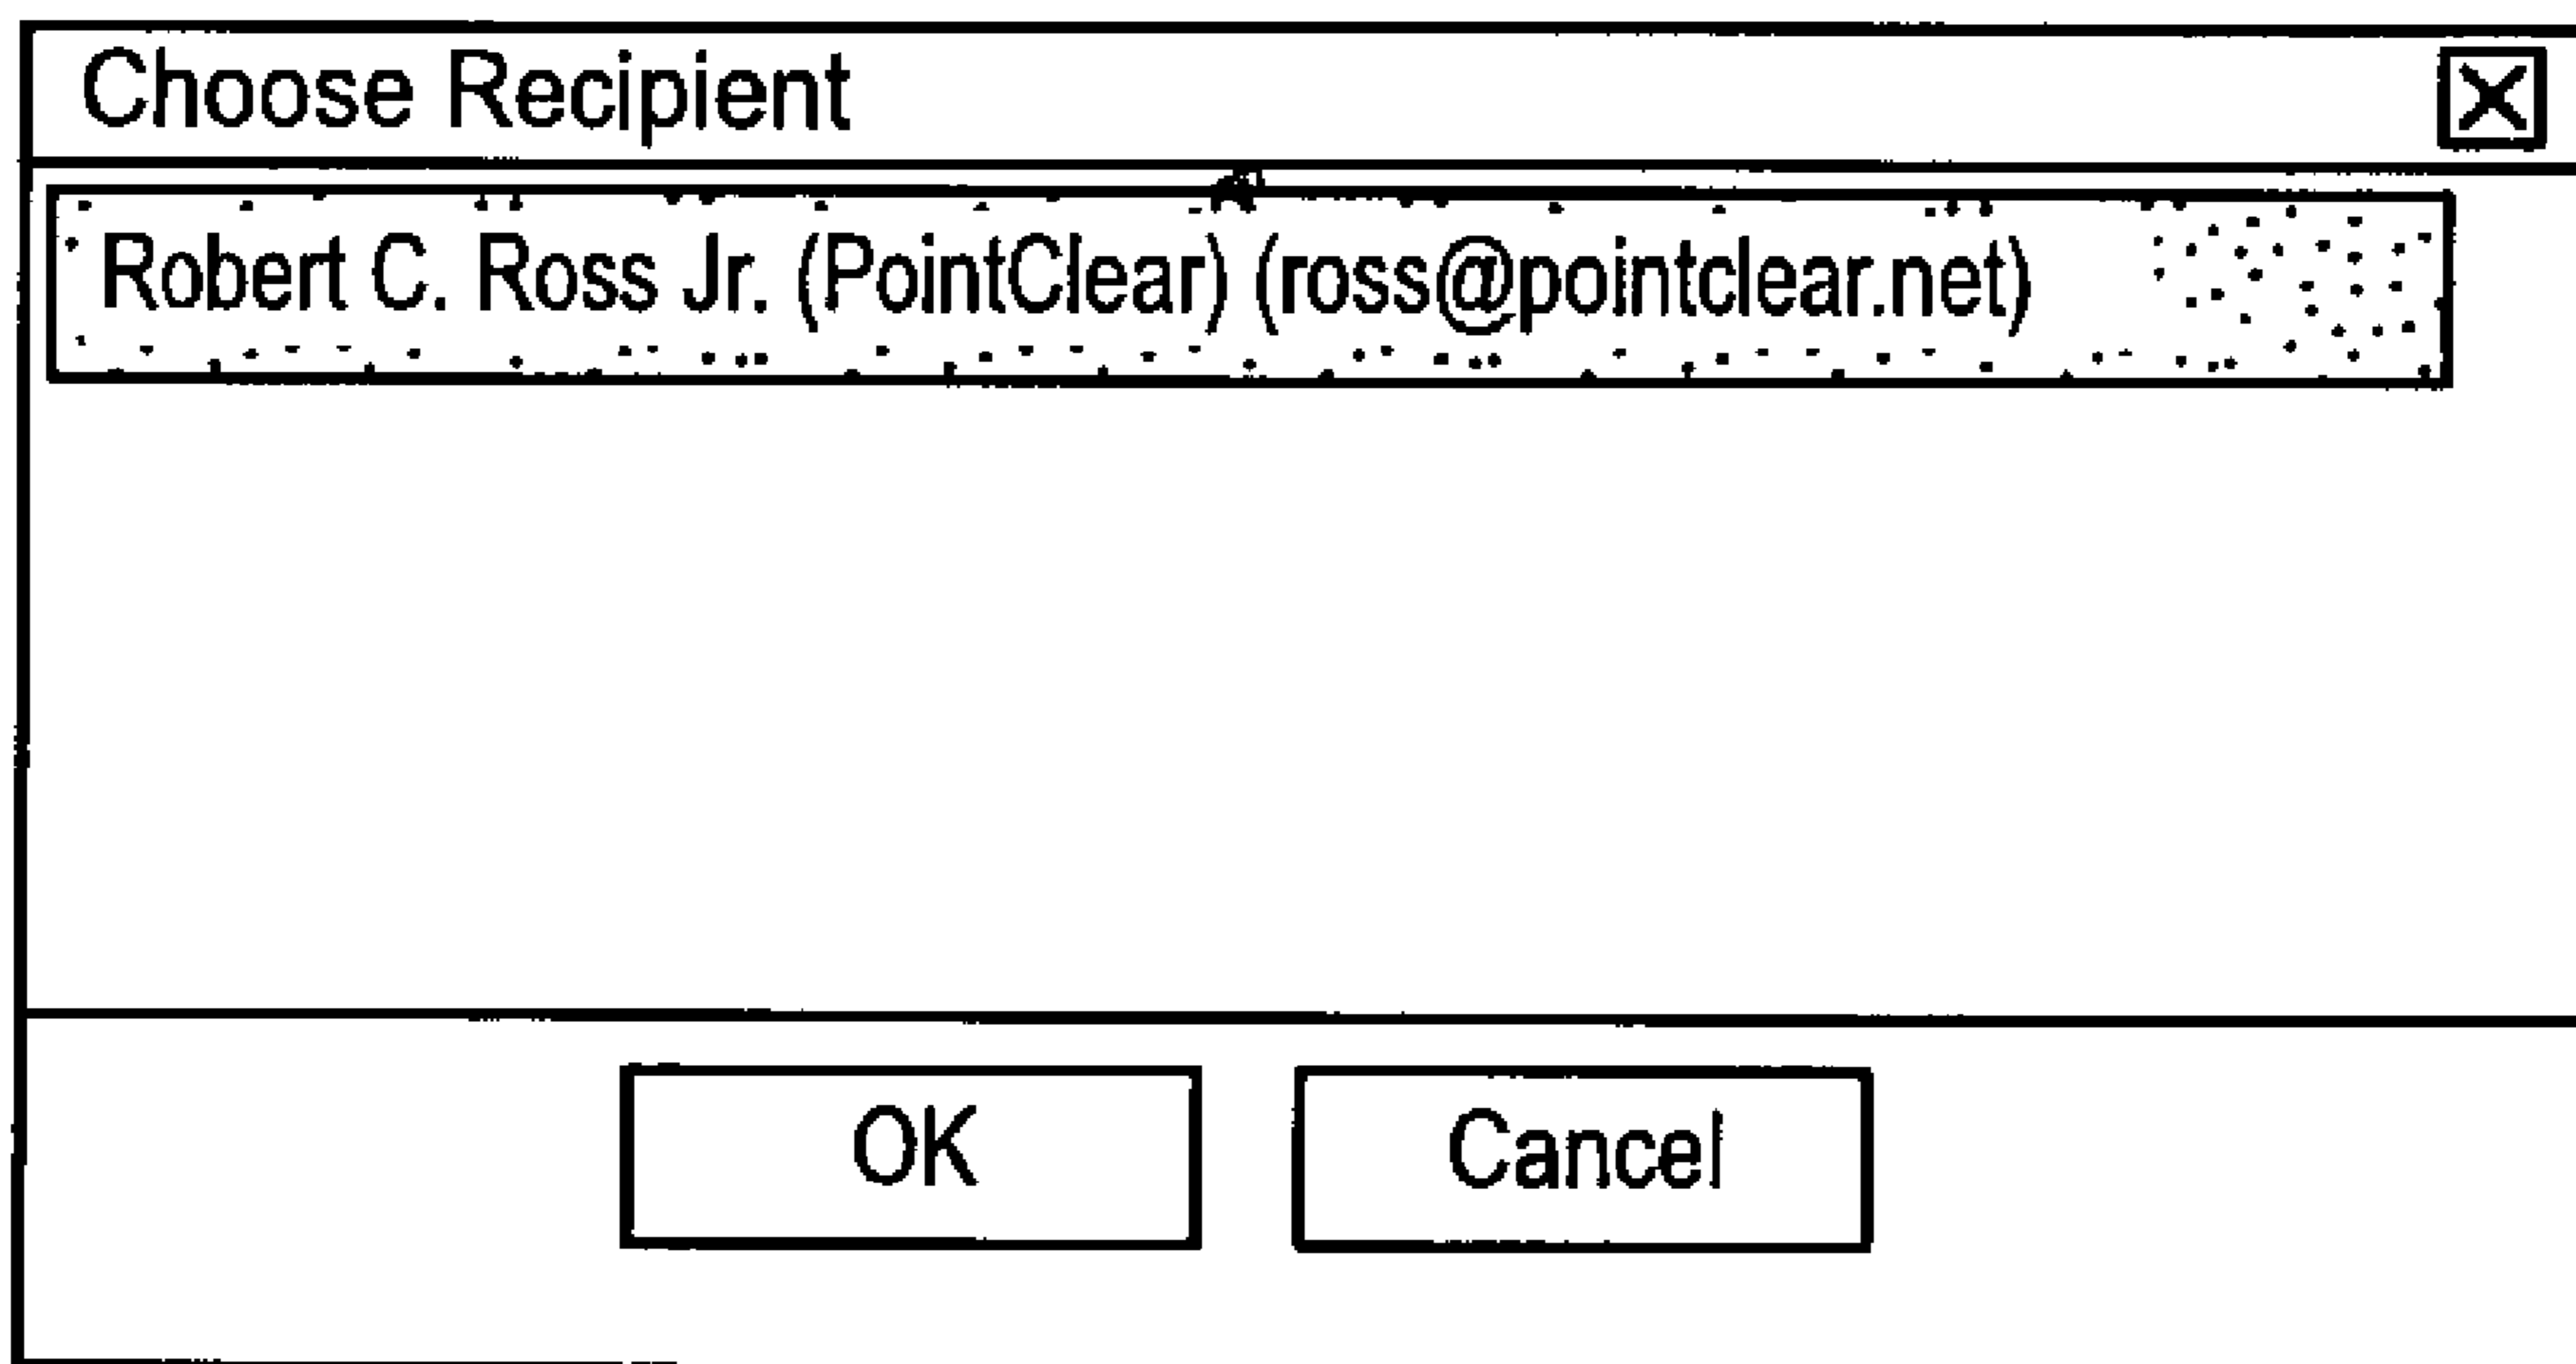 Choose Recipient
Robert C. Ross Jr. (PointClear) (ross@pointclear.net)
OK
Cancel